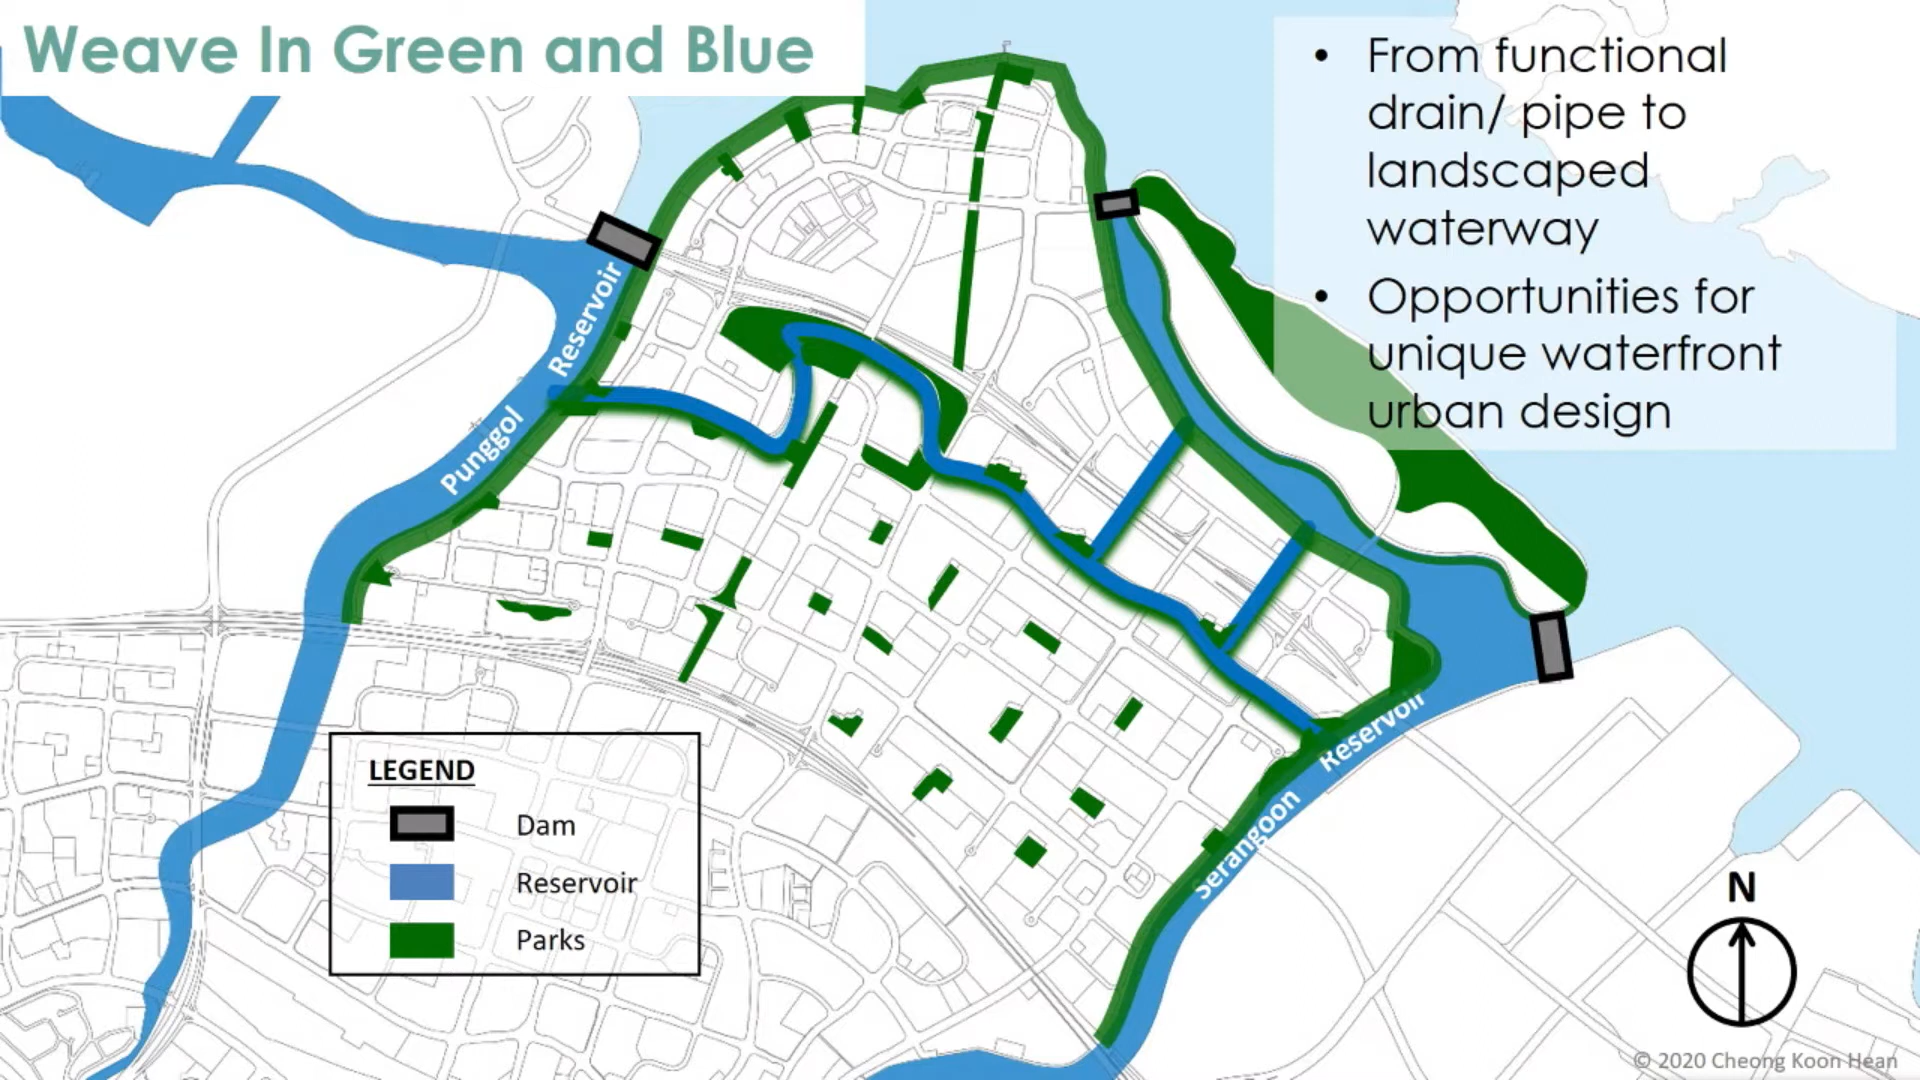 Weave In Green and Blue
• From functional
drain/ pipe to
landscaped
waterway
• Opportunities for
unique waterfront
urban design
Punggol Reservoir
Serangoon Reservoir
LEGEND
Dam
Reservoir
Parks
N
© 2020 Cheong Koon Hean